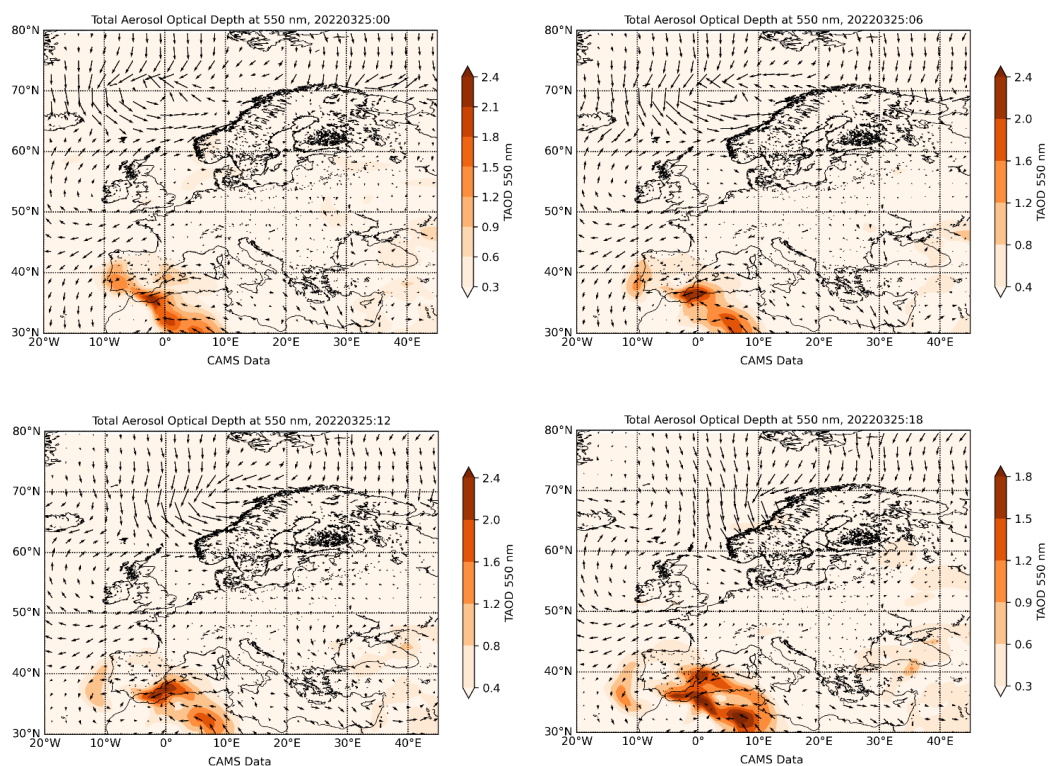 Total Aerosol Optical Depth at 550 nm, 20220325:00
80°N
70°N
60°N
50°N
40°N
30°N
20°W 10°W 0° 10°E 20°E 30°E 40°E
CAMS Data
2.4
2.1
1.8
1.5
1.2
0.9
0.6
0.3
TAOD 550 nm
Total Aerosol Optical Depth at 550 nm, 20220325:06
80°N
70°N
60°N
50°N
40°N
30°N
20°W 10°W 0° 10°E 20°E 30°E 40°E
CAMS Data
2.4
2.0
1.6
1.2
0.8
0.4
TAOD 550 nm
Total Aerosol Optical Depth at 550 nm, 20220325:12
80°N
70°N
60°N
50°N
40°N
30°N
20°W 10°W 0° 10°E 20°E 30°E 40°E
CAMS Data
2.4
2.0
1.6
1.2
0.8
0.4
TAOD 550 nm
Total Aerosol Optical Depth at 550 nm, 20220325:18
80°N
70°N
60°N
50°N
40°N
30°N
20°W 10°W 0° 10°E 20°E 30°E 40°E
CAMS Data
1.8
1.5
1.2
0.9
0.6
0.3
TAOD 550 nm